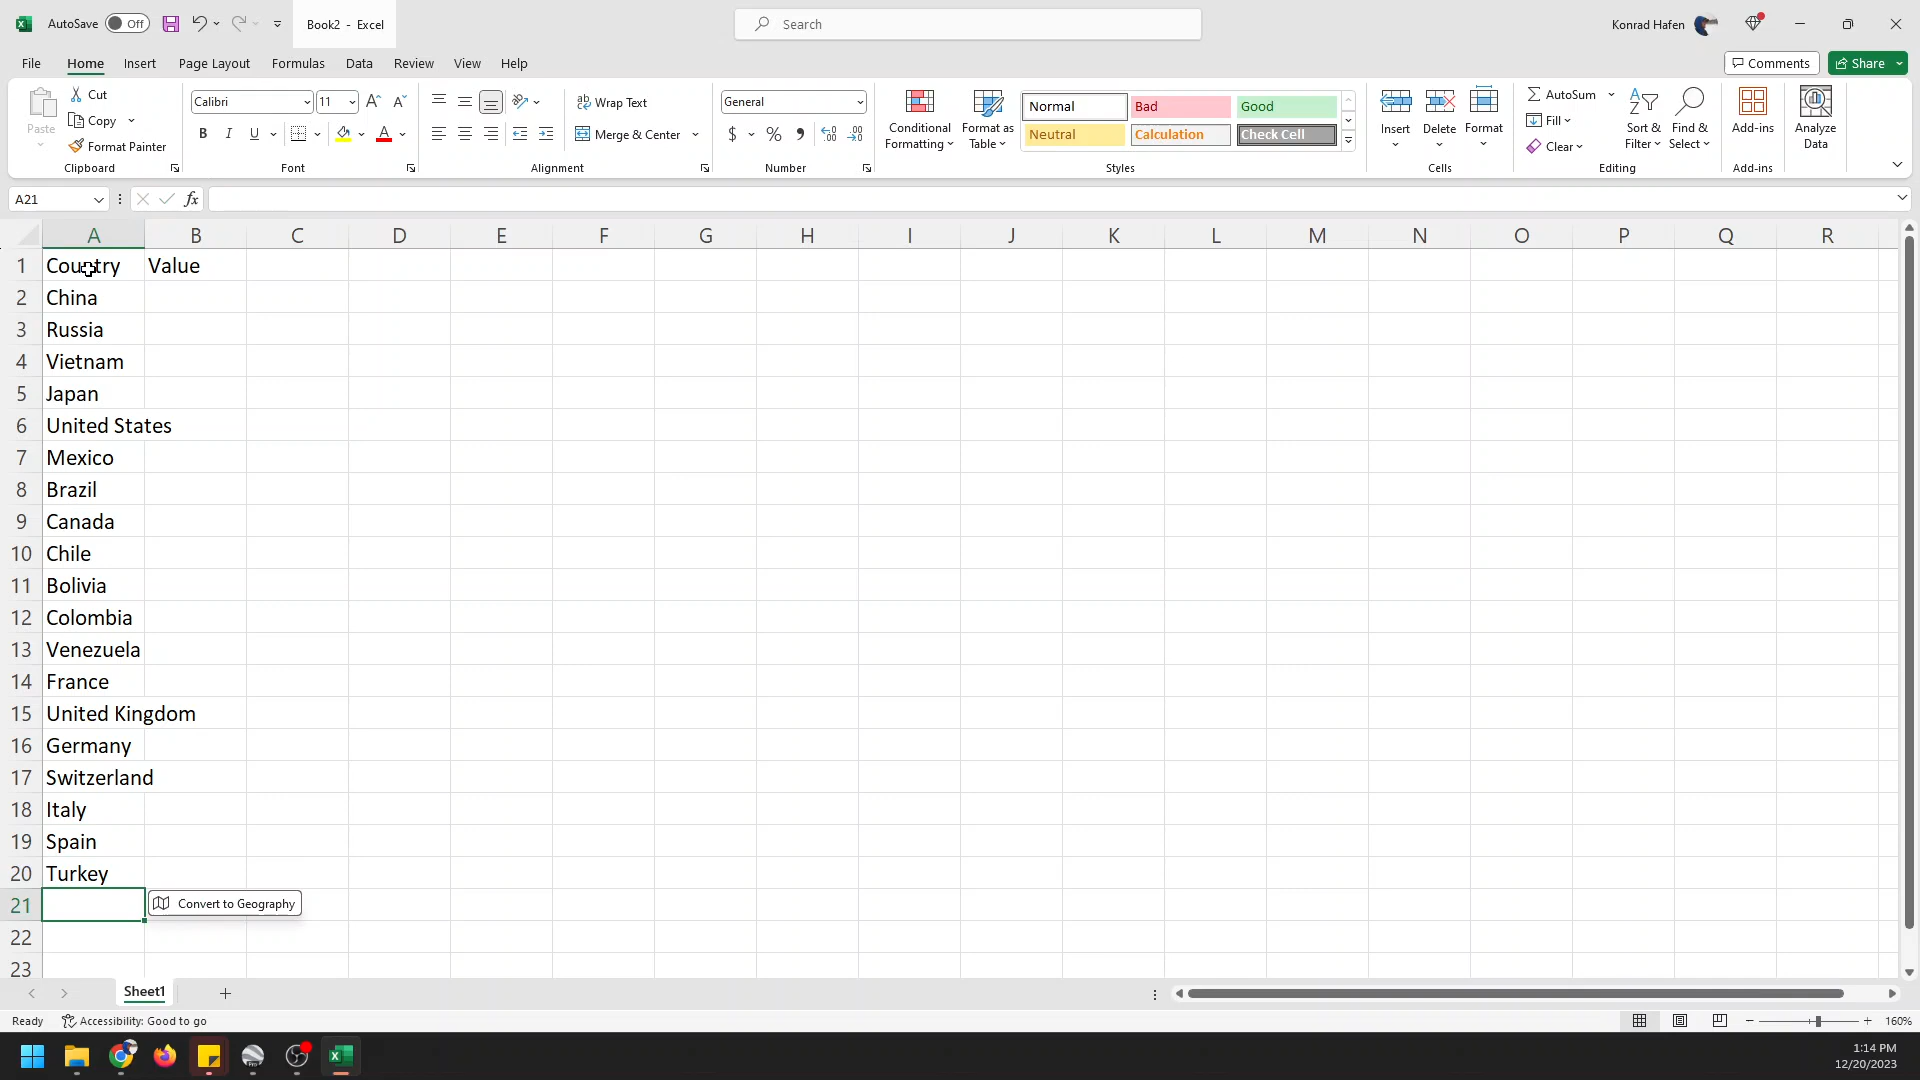 AutoSave Off Book2 - Excel Search Konrad Hafen
File Home Insert Page Layout Formulas Data Review View Help Comments Share
Paste Cut Copy Format Painter Clipboard
Calibri 11 B I U Font
Wrap Text Merge & Center Alignment
General $ % , Number
Conditional Formatting Format as Table Normal Bad Good Neutral Calculation Check Cell Styles
Insert Delete Format Cells
AutoSum Fill Clear Sort & Filter Find & Select Editing
Add-ins Add-ins
Analyze Data
A21 fx
A B C D E F G H I J K L M N O P Q R
1 Country Value
2 China
3 Russia
4 Vietnam
5 Japan
6 United States
7 Mexico
8 Brazil
9 Canada
10 Chile
11 Bolivia
12 Colombia
13 Venezuela
14 France
15 United Kingdom
16 Germany
17 Switzerland
18 Italy
19 Spain
20 Turkey
21 Convert to Geography
22
23
Sheet1
Ready Accessibility: Good to go 160%
1:14 PM
12/20/2023